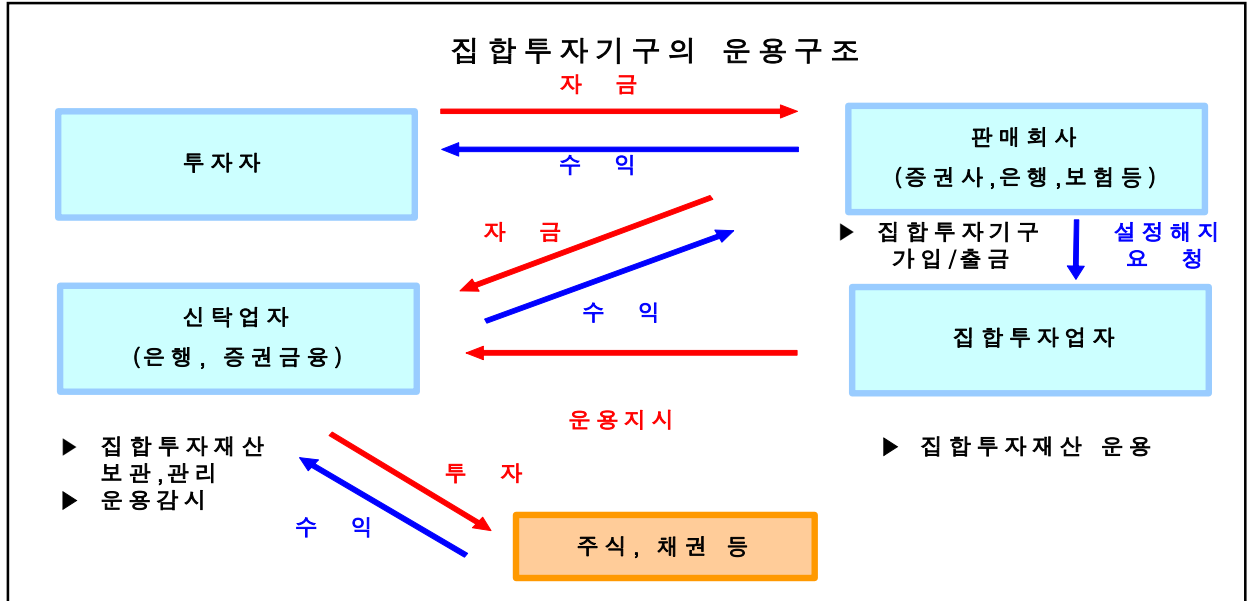 집합투자기구의 운용구조
자 금
투자자
수 익
판매회사
(증권사,은행,보험등)
자 금
▶ 집합투자기구
가입/출금
설정해지
요 청
신탁업자
(은행, 증권금융)
수 익
집합투자업자
운용지시
▶ 집합투자재산
보관,관리
▶ 운용감시
▶ 집합투자재산 운용
투 자
수 익
주식, 채권 등